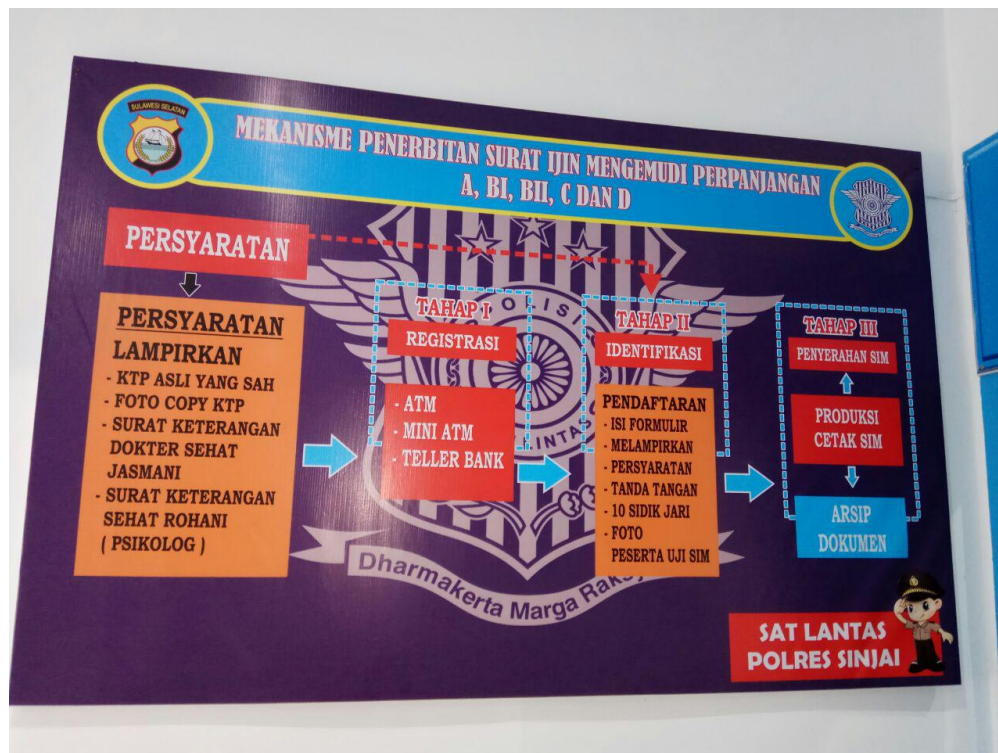 SULAWESI SELATAN
MEKANISME PENERBITAN SURAT IJIN MENGEMUDI PERPANJANGAN
A, BI, BII, C DAN D
PERSYARATAN
PERSYARATAN
LAMPIRKAN
- KTP ASLI YANG SAH
- FOTO COPY KTP
- SURAT KETERANGAN
DOKTER SEHAT
JASMANI
- SURAT KETERANGAN
SEHAT ROHANI
( PSIKOLOG )
TAHAP I
REGISTRASI
- ATM
- MINI ATM
- TELLER BANK
TAHAP II
IDENTIFIKASI
PENDAFTARAN
- ISI FORMULIR
- MELAMPIRKAN
- PERSYARATAN
- TANDA TANGAN
- 10 SIDIK JARI
- FOTO
PESERTA UJI SIM
TAHAP III
PENYERAHAN SIM
PRODUKSI
CETAK SIM
ARSIP
DOKUMEN
OLISI
LINTA
Dharmakerta Marga Raks
SAT LANTAS
POLRES SINJAI